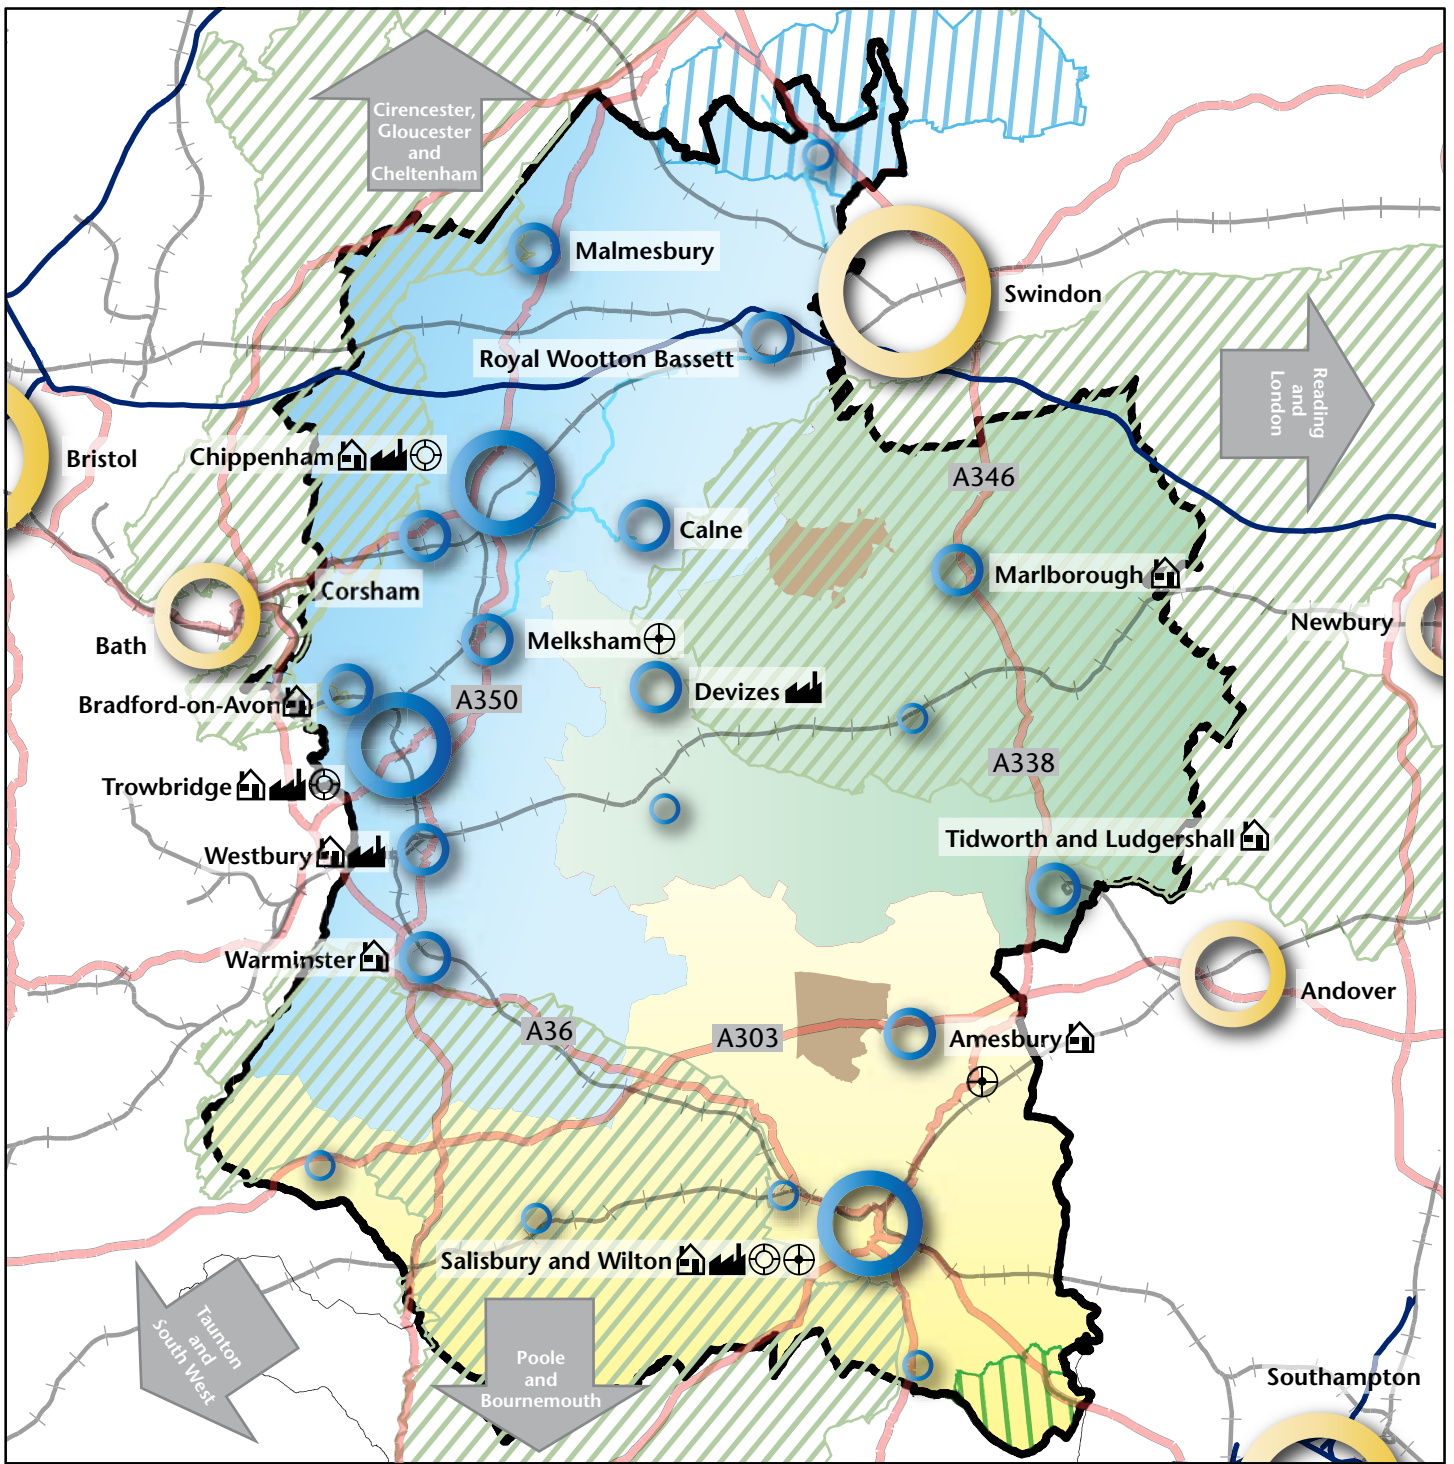 Cirencester,
Gloucester
and
Cheltenham
Malmesbury
Swindon
Royal Wootton Bassett
Reading
and
London
Bristol
Chippenham
A346
Calne
Marlborough
Corsham
Newbury
Bath
Melksham
Devizes
A350
Bradford-on-Avon
A338
Trowbridge
Tidworth and Ludgershall
Westbury
Warminster
Andover
A36
A303
Amesbury
Salisbury and Wilton
Taunton
and
South West
Poole
and
Bournemouth
Southampton